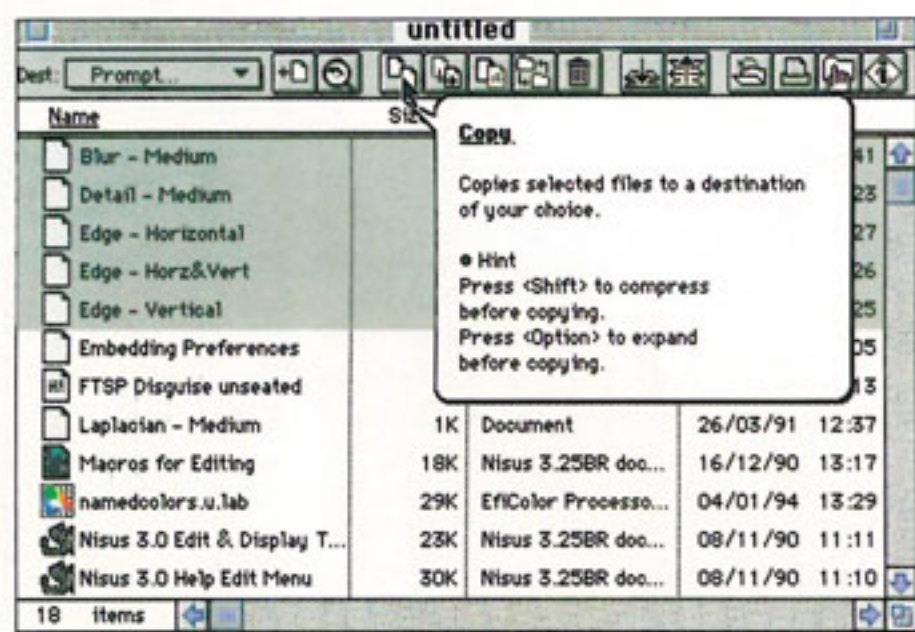 untitled
Dest: Prompt...
Name Siz
Blur - Medium 41
Detail - Medium 23
Edge - Horizontal 27
Edge - Horz&Vert 26
Edge - Vertical 25
Embedding Preferences 05
FTSP Disguise unseated 13
Laplacian - Medium 1K Document 26/03/91 12:37
Macros for Editing 18K Nisus 3.25BR doc... 16/12/90 13:17
namedcolors.u.lab 29K EfiColor Processo... 04/01/94 13:29
Nisus 3.0 Edit & Display T... 23K Nisus 3.25BR doc... 08/11/90 11:11
Nisus 3.0 Help Edit Menu 30K Nisus 3.25BR doc... 08/11/90 11:10
18 items
Copy
Copies selected files to a destination
of your choice.
• Hint
Press <Shift> to compress
before copying.
Press <Option> to expand
before copying.